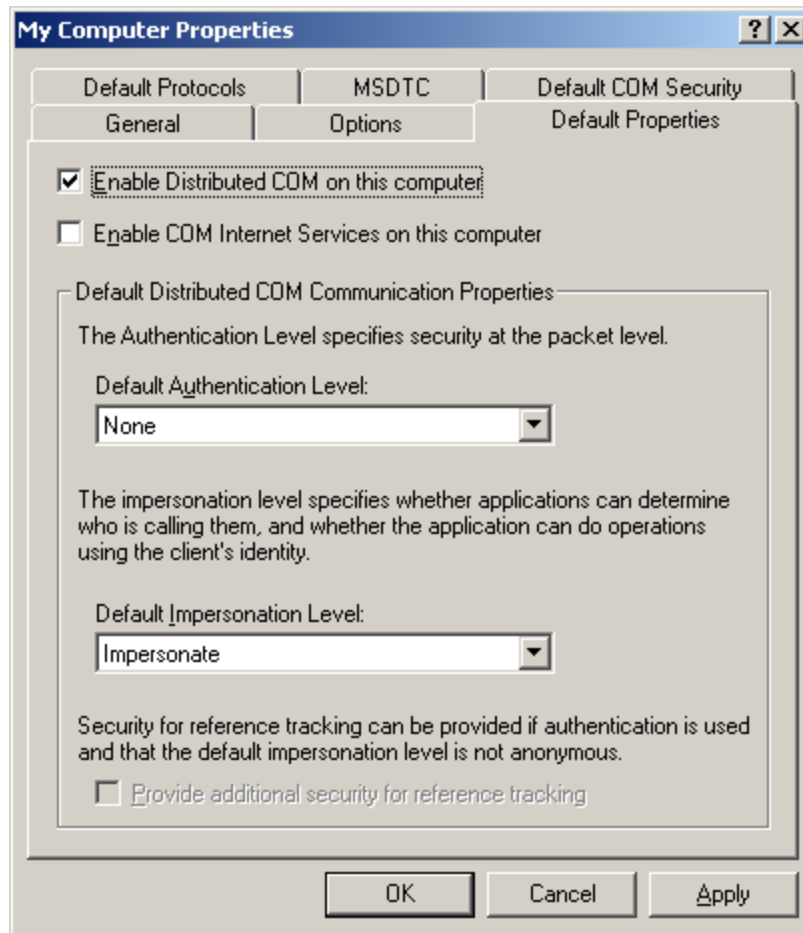 My Computer Properties
Default Protocols
MSDTC
Default COM Security
General
Options
Default Properties
Enable Distributed COM on this computer
Enable COM Internet Services on this computer
Default Distributed COM Communication Properties
The Authentication Level specifies security at the packet level.
Default Authentication Level:
None
The impersonation level specifies whether applications can determine
who is calling them, and whether the application can do operations
using the client's identity.
Default Impersonation Level:
Impersonate
Security for reference tracking can be provided if authentication is used
and that the default impersonation level is not anonymous.
Provide additional security for reference tracking
OK
Cancel
Apply